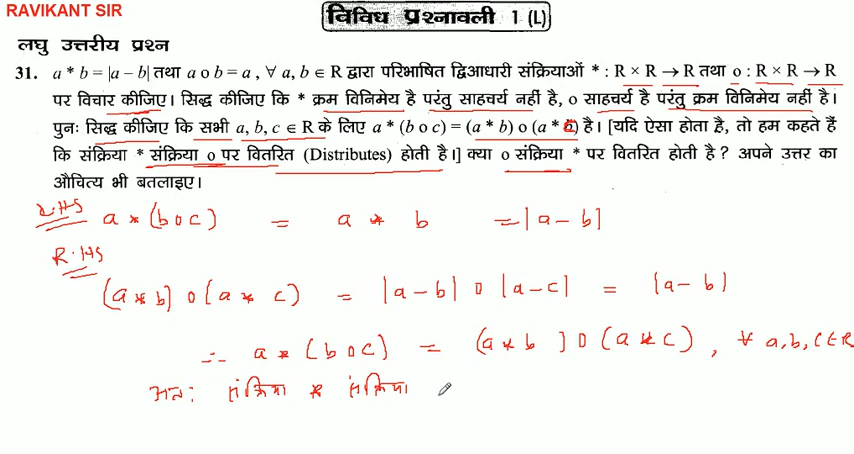 RAVIKANT SIR
विविध प्रश्नावली 1 (L)
लघु उत्तरीय प्रश्न
31. a * b = |a – b| तथा a o b = a , ∀ a, b ∈ R द्वारा परिभाषित द्विआधारी संक्रियाओं * : R × R → R तथा o : R × R → R
पर विचार कीजिए। सिद्ध कीजिए कि * क्रम विनिमेय है परंतु साहचर्य नहीं है, o साहचर्य है परंतु क्रम विनिमेय नहीं है।
पुनः सिद्ध कीजिए कि सभी a, b, c ∈ R के लिए a * (b o c) = (a * b) o (a * c) है। [यदि ऐसा होता है, तो हम कहते हैं
कि संक्रिया * संक्रिया o पर वितरित (Distributes) होती है।] क्या o संक्रिया * पर वितरित होती है ? अपने उत्तर का
औचित्य भी बतलाइए।
L.H.S a * (b o c) = a * b = |a – b|
R.H.S
(a * b) o (a * c) = |a – b| o |a – c| = |a – b|
∴ a * (b o c) = (a * b) o (a * c), ∀ a, b, c ∈ R
अतः संक्रिया * संक्रिया